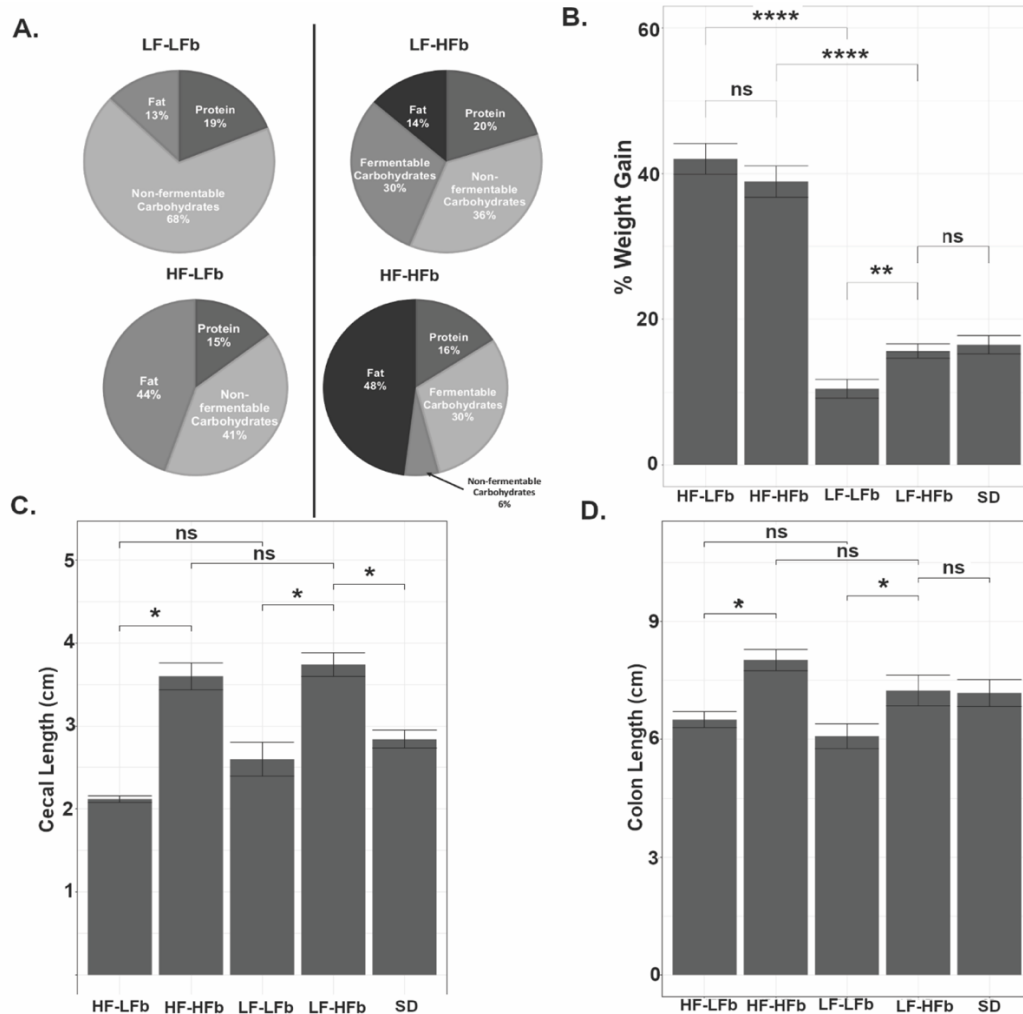 A.
LF-LFb
Fat
13%
Protein
19%
Non-fermentable
Carbohydrates
68%
LF-HFb
Fat
14%
Protein
20%
Fermentable
Carbohydrates
30%
Non-
fermentable
Carbohydrates
36%
HF-LFb
Protein
15%
Fat
44%
Non-
fermentable
Carbohydrates
41%
HF-HFb
Protein
16%
Fat
48%
Fermentable
Carbohydrates
30%
Non-fermentable
Carbohydrates
6%
B.
% Weight Gain
60
40
20
0
****
****
ns
ns
**
HF-LFb HF-HFb LF-LFb LF-HFb SD
C.
Cecal Length (cm)
5
4
3
2
1
ns
ns
*
*
*
HF-LFb HF-HFb LF-LFb LF-HFb SD
D.
Colon Length (cm)
9
6
3
0
ns
ns
ns
*
*
HF-LFb HF-HFb LF-LFb LF-HFb SD